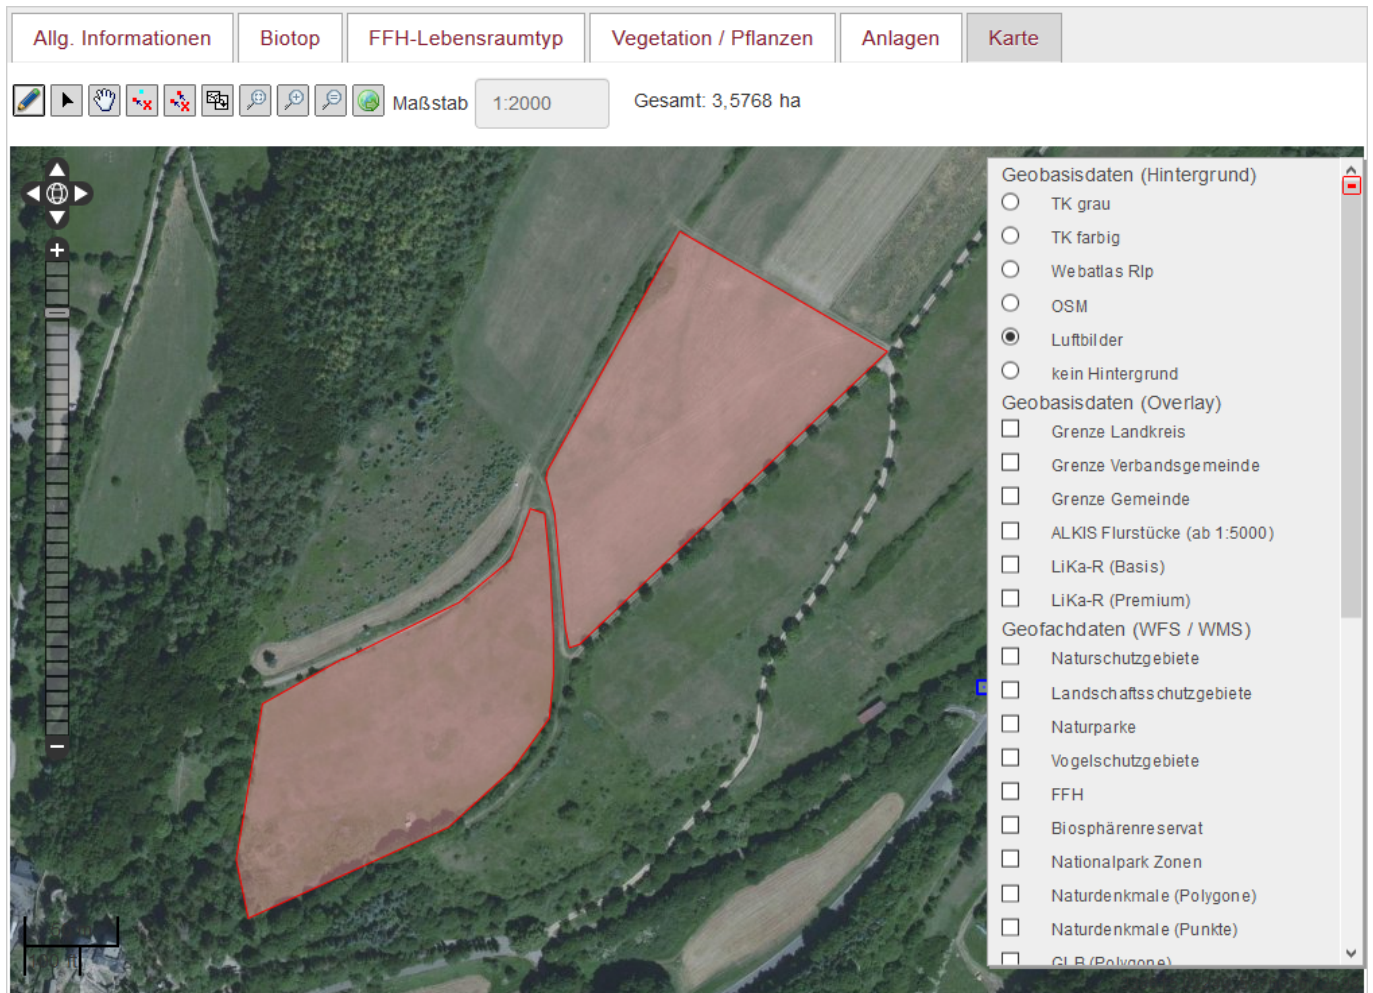 Allg. Informationen
Biotop
FFH-Lebensraumtyp
Vegetation / Pflanzen
Anlagen
Karte
Maßstab
1:2000
Gesamt: 3,5768 ha
Geobasisdaten (Hintergrund)
TK grau
TK farbig
Webatlas Rlp
OSM
Luftbilder
kein Hintergrund
Geobasisdaten (Overlay)
Grenze Landkreis
Grenze Verbandsgemeinde
Grenze Gemeinde
ALKIS Flurstücke (ab 1:5000)
LiKa-R (Basis)
LiKa-R (Premium)
Geofachdaten (WFS / WMS)
Naturschutzgebiete
Landschaftsschutzgebiete
Naturparke
Vogelschutzgebiete
FFH
Biosphärenreservat
Nationalpark Zonen
Naturdenkmale (Polygone)
Naturdenkmale (Punkte)
GLB (Polygone)